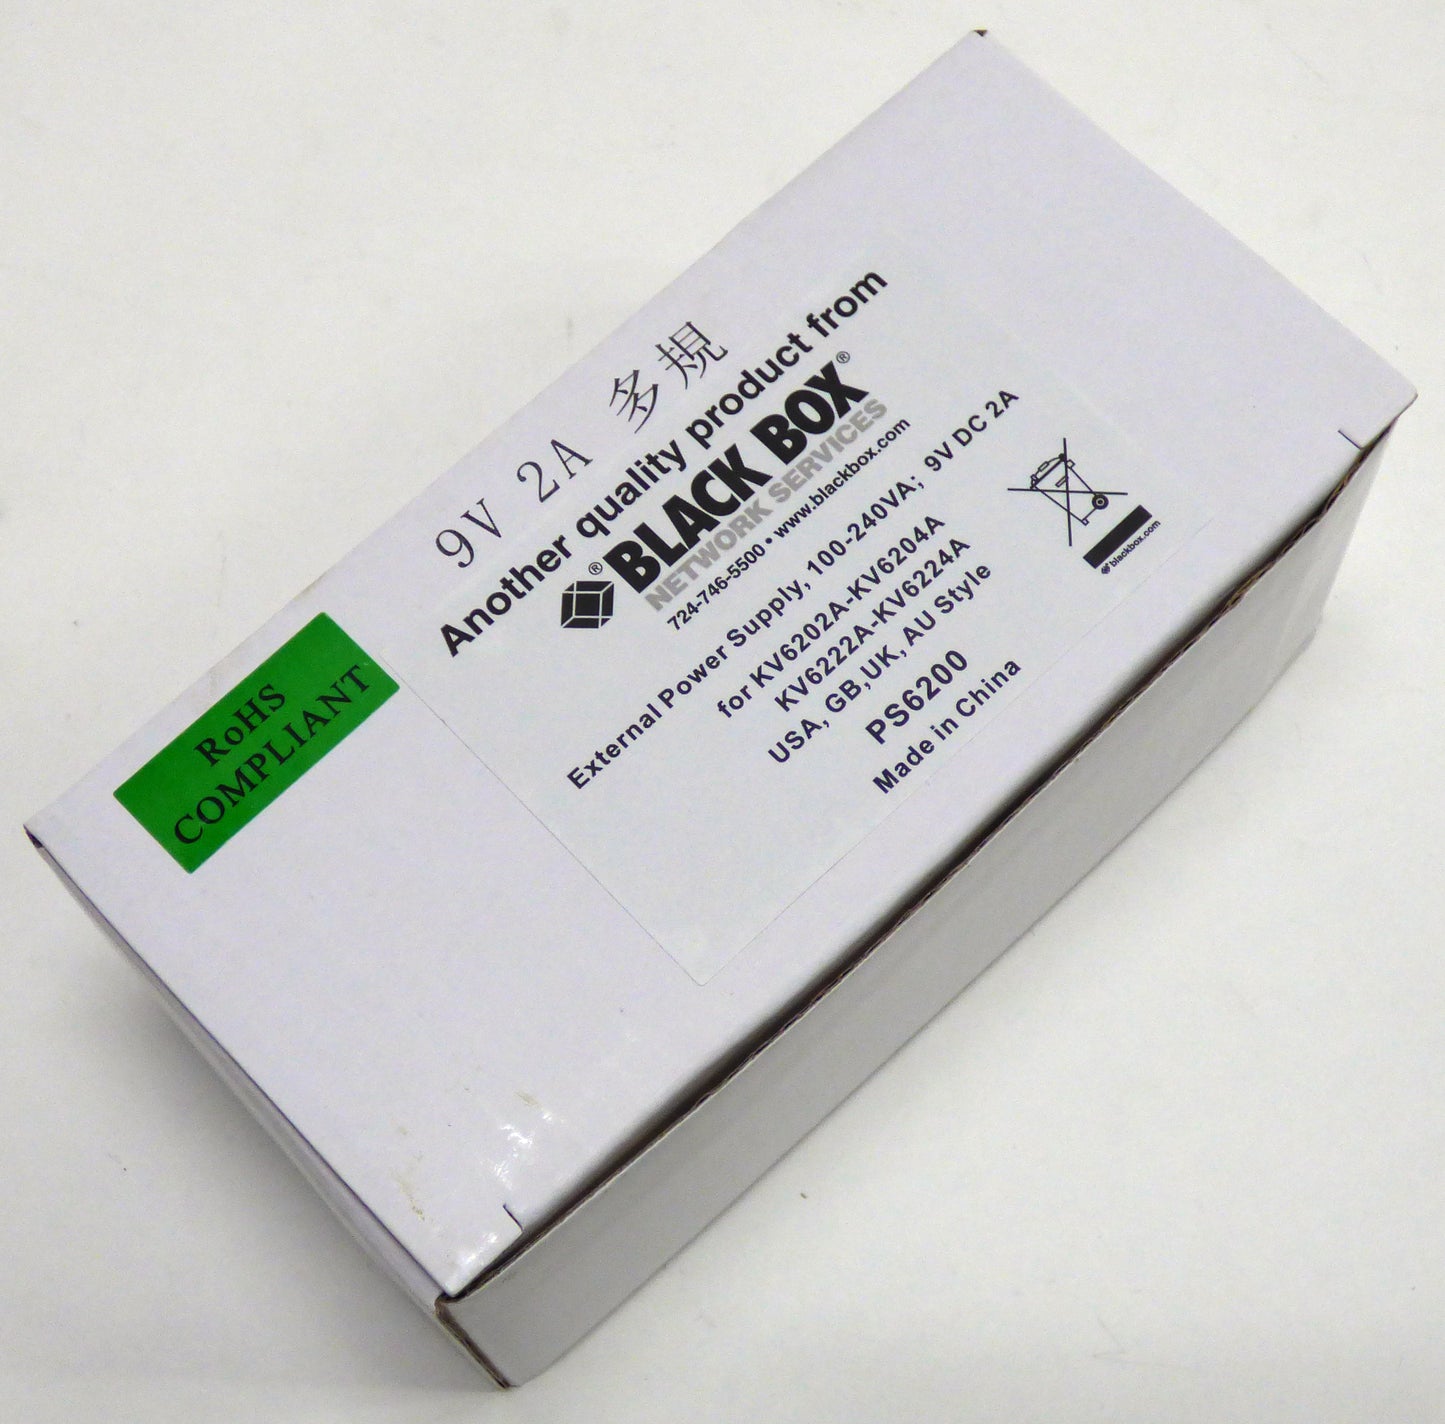 9V 2A 多規
Another quality product from
BLACK BOX®
®
NETWORK SERVICES
724-746-5500 • www.blackbox.com
External Power Supply, 100-240VA; 9V DC 2A
for KV6202A-KV6204A
KV6222A-KV6224A
USA, GB,UK, AU Style
PS6200
Made in China
blackbox.com
RoHS
COMPLIANT